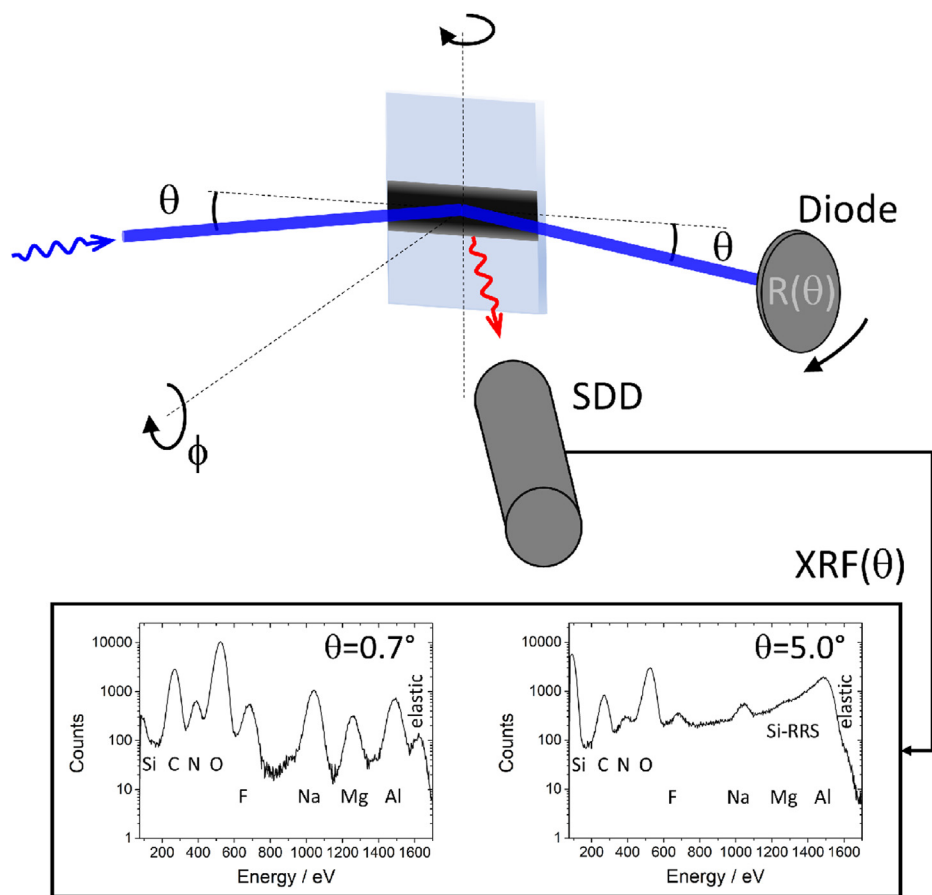 θ
θ
Diode
R(θ)
SDD
ϕ
XRF(θ)
θ=0.7°
10000
1000
100
10
1
Counts
elastic
Si C N O
F Na Mg Al
200 400 600 800 1000 1200 1400 1600
Energy / eV
θ=5.0°
10000
1000
100
10
1
Counts
elastic
Si-RRS
Si C N O
F Na Mg Al
200 400 600 800 1000 1200 1400 1600
Energy / eV